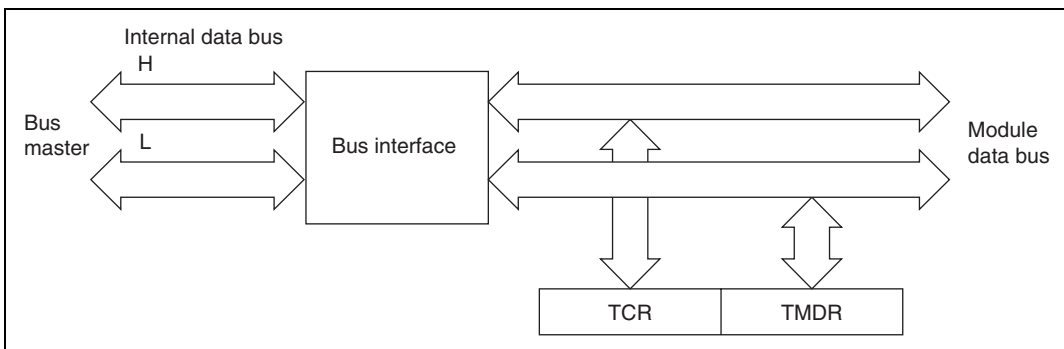 Internal data bus
H
Bus
master
L
Bus interface
Module
data bus
TCR
TMDR